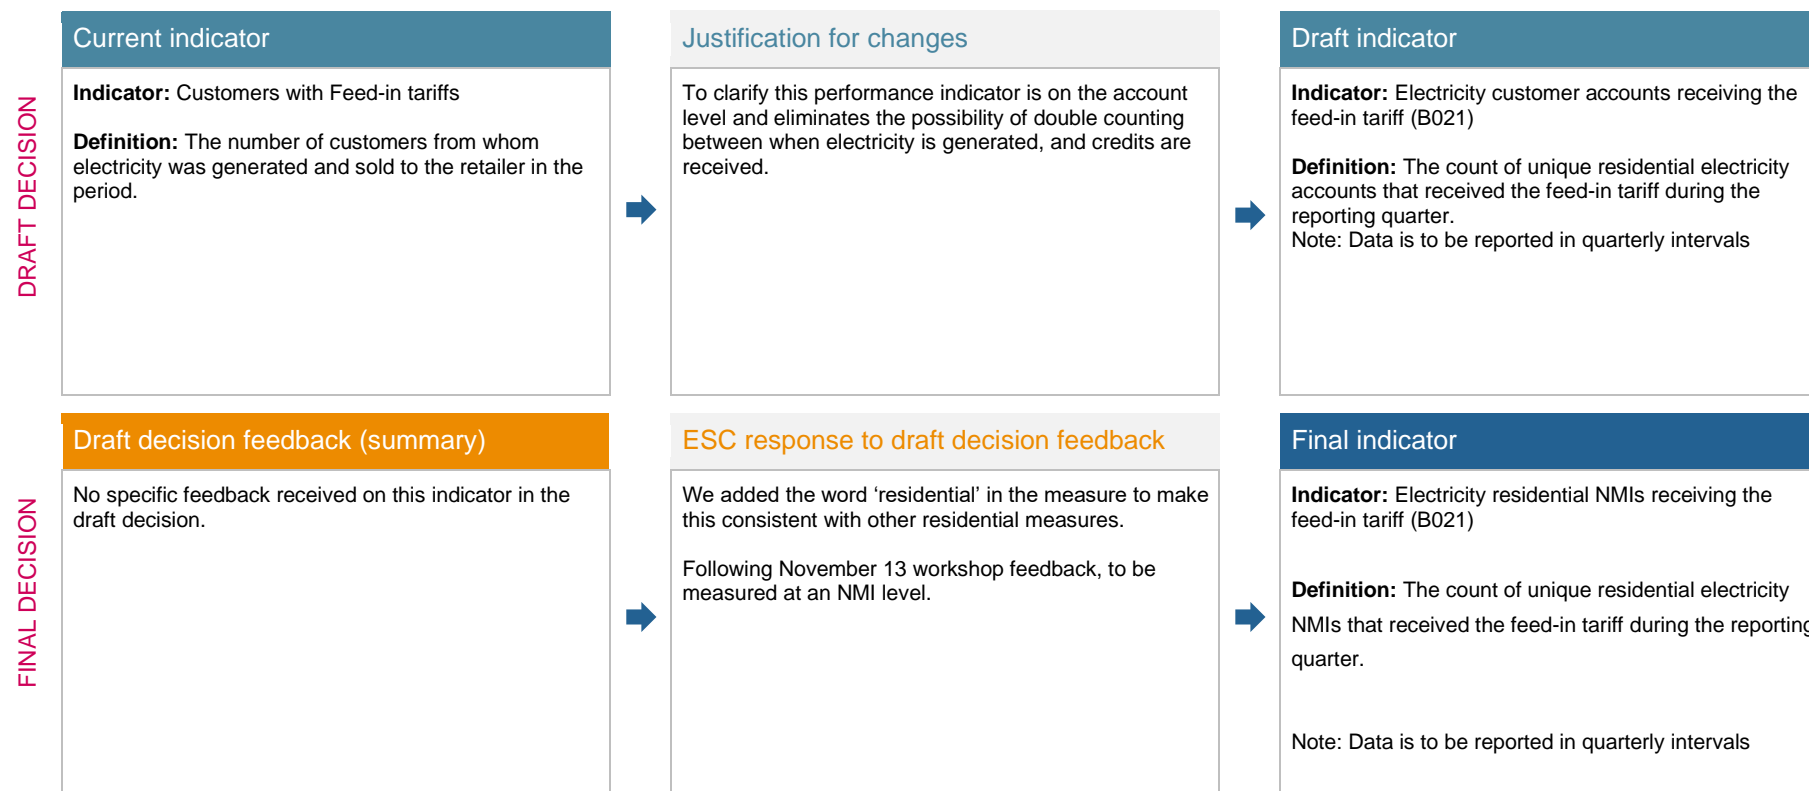 DRAFT DECISION
Current indicator
Indicator: Customers with Feed-in tariffs
Definition: The number of customers from whom
electricity was generated and sold to the retailer in the
period.
Justification for changes
To clarify this performance indicator is on the account
level and eliminates the possibility of double counting
between when electricity is generated, and credits are
received.
Draft indicator
Indicator: Electricity customer accounts receiving the
feed-in tariff (B021)
Definition: The count of unique residential electricity
accounts that received the feed-in tariff during the
reporting quarter.
Note: Data is to be reported in quarterly intervals
FINAL DECISION
Draft decision feedback (summary)
No specific feedback received on this indicator in the
draft decision.
ESC response to draft decision feedback
We added the word ‘residential’ in the measure to make
this consistent with other residential measures.
Following November 13 workshop feedback, to be
measured at an NMI level.
Final indicator
Indicator: Electricity residential NMIs receiving the
feed-in tariff (B021)
Definition: The count of unique residential electricity
NMIs that received the feed-in tariff during the reporting
quarter.
Note: Data is to be reported in quarterly intervals